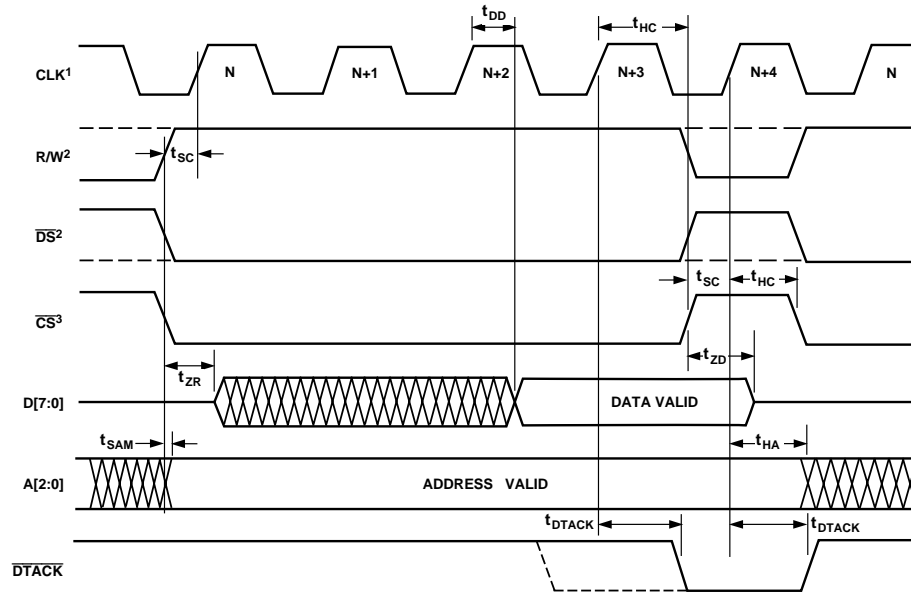 tDD
tHC
CLK¹ N N+1 N+2 N+3 N+4 N
R/W² tSC
DS²
tSC tHC
CS³
tZR tZD
D[7:0] DATA VALID
tSAM tHA
A[2:0] ADDRESS VALID
tDTACK tDTACK
DTACK